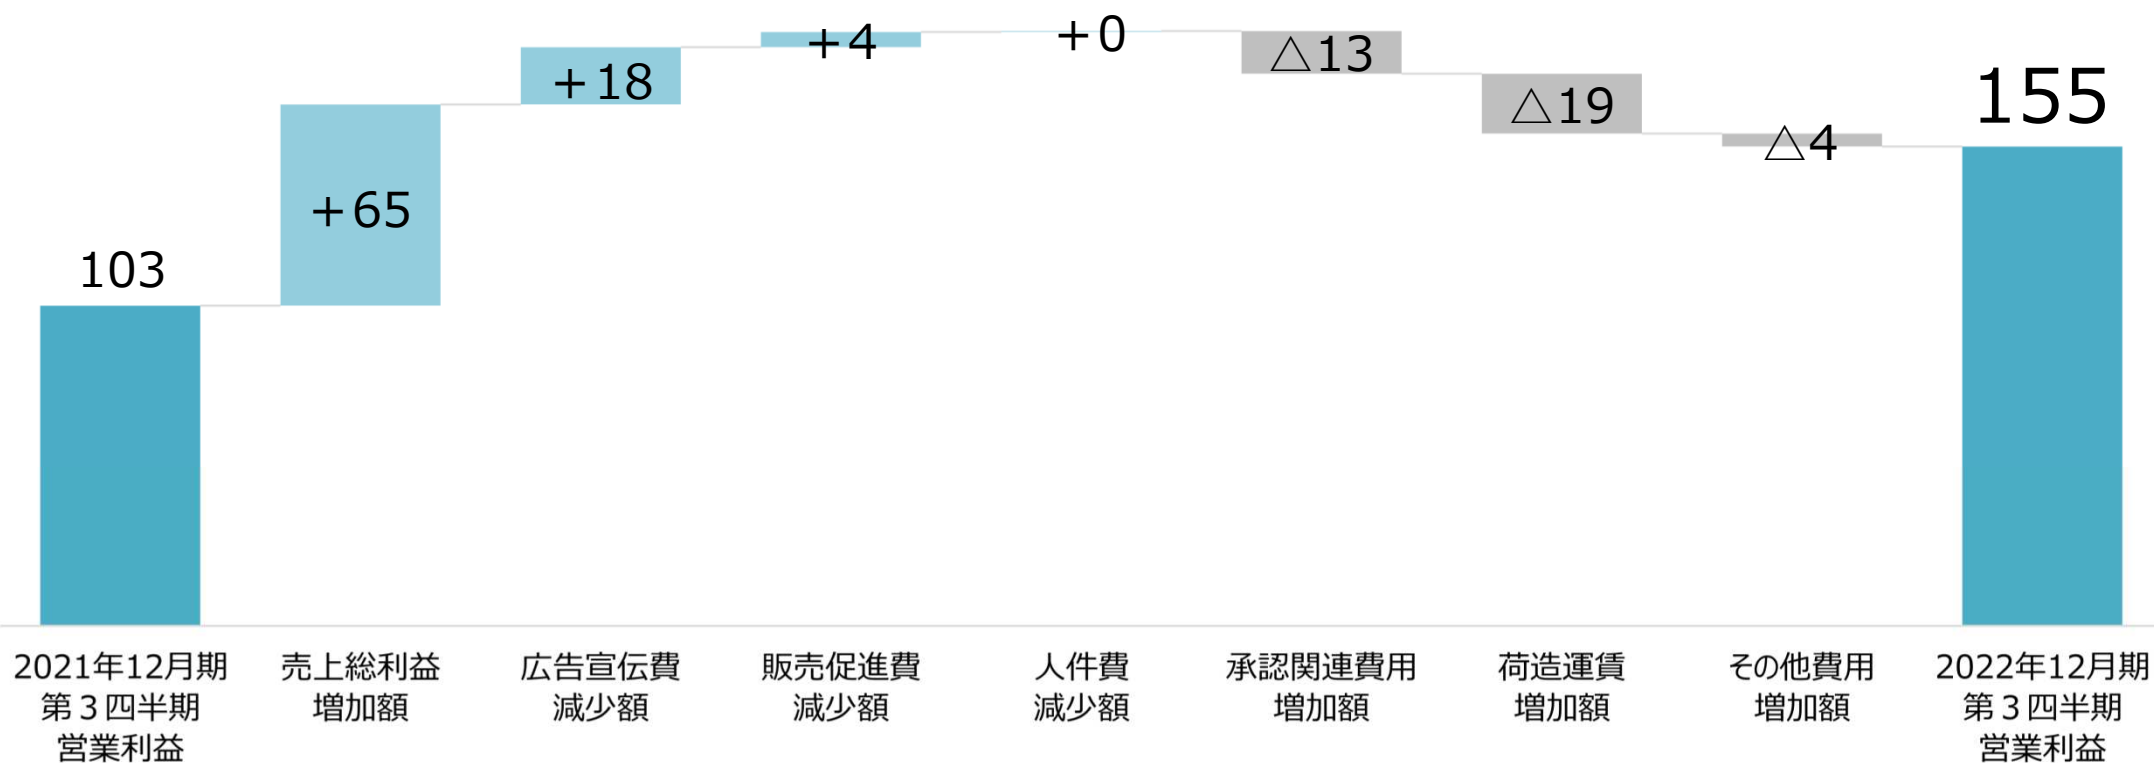 103
＋65
＋18
＋4
＋0
△13
△19
△4
155
2021年12月期
第３四半期
営業利益
売上総利益
増加額
広告宣伝費
減少額
販売促進費
減少額
人件費
減少額
承認関連費用
増加額
荷造運賃
増加額
その他費用
増加額
2022年12月期
第３四半期
営業利益